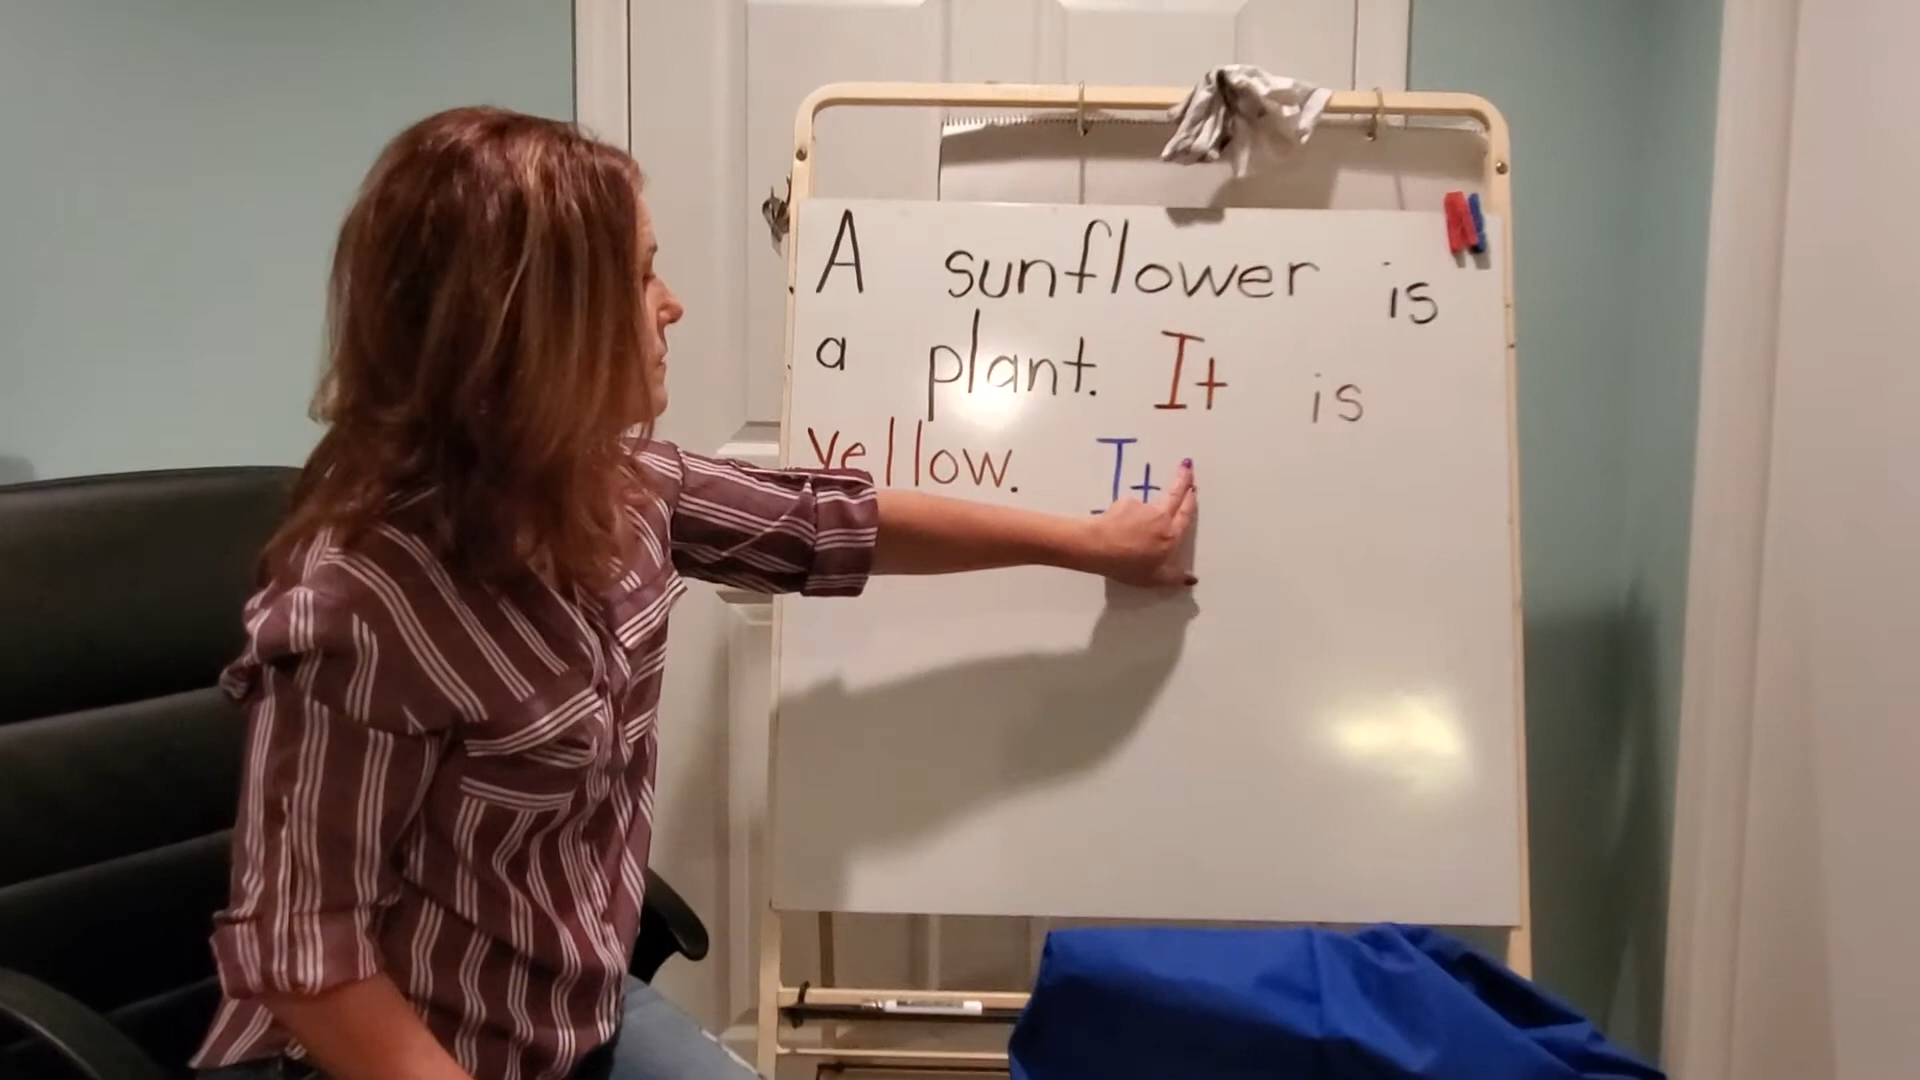 A sunflower is
a plant. It is
yellow. It